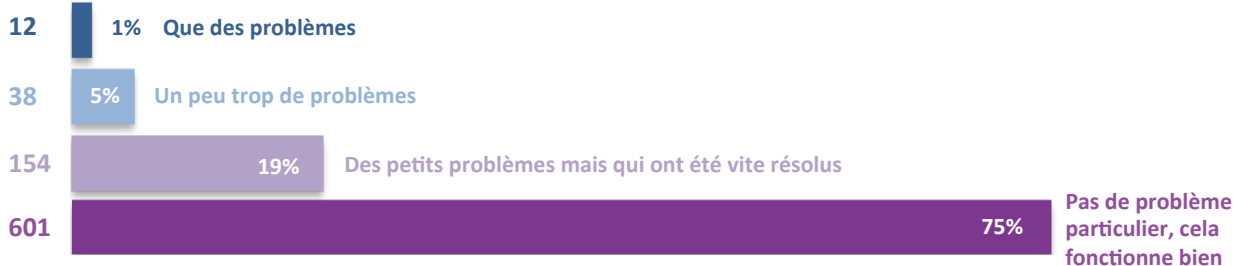 12 1% Que des problèmes
38 5% Un peu trop de problèmes
154 19% Des petits problèmes mais qui ont été vite résolus
601 75% Pas de problème
particulier, cela
fonctionne bien